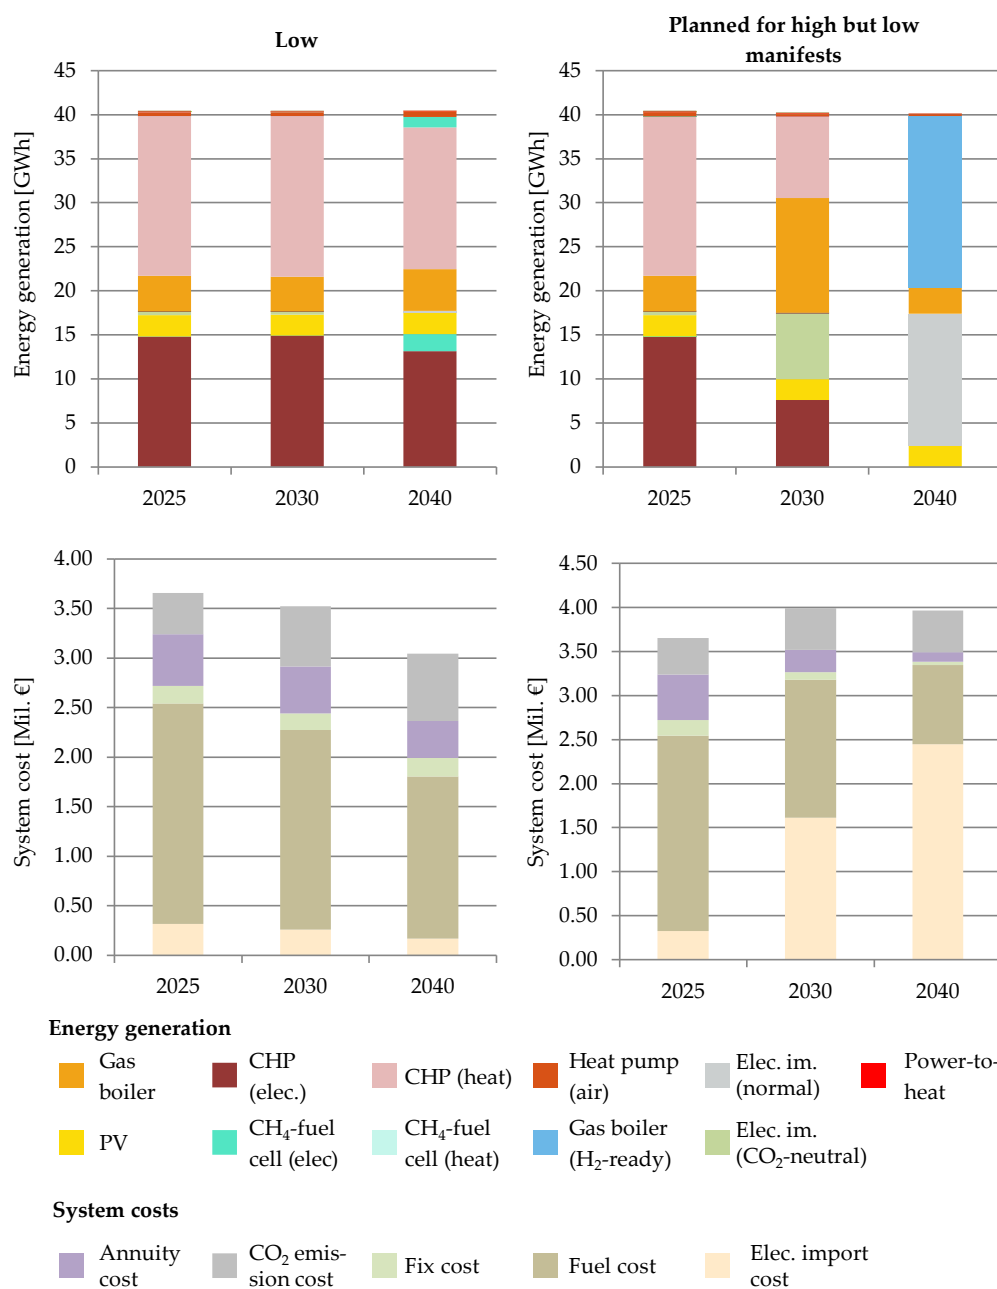 Low
Planned for high but low
manifests
Energy generation [GWh]
45
40
35
30
25
20
15
10
5
0
2025
2030
2040
Energy generation [GWh]
45
40
35
30
25
20
15
10
5
0
2025
2030
2040
System cost [Mil. €]
4.00
3.50
3.00
2.50
2.00
1.50
1.00
0.50
0.00
2025
2030
2040
System cost [Mil. €]
4.50
4.00
3.50
3.00
2.50
2.00
1.50
1.00
0.50
0.00
2025
2030
2040
Energy generation
Gas
boiler
CHP
(elec.)
CHP (heat)
Heat pump
(air)
Elec. im.
(normal)
Power-to-
heat
PV
CH₄-fuel
cell (elec)
CH₄-fuel
cell (heat)
Gas boiler
(H₂-ready)
Elec. im.
(CO₂-neutral)
System costs
Annuity
cost
CO₂ emis-
sion cost
Fix cost
Fuel cost
Elec. import
cost